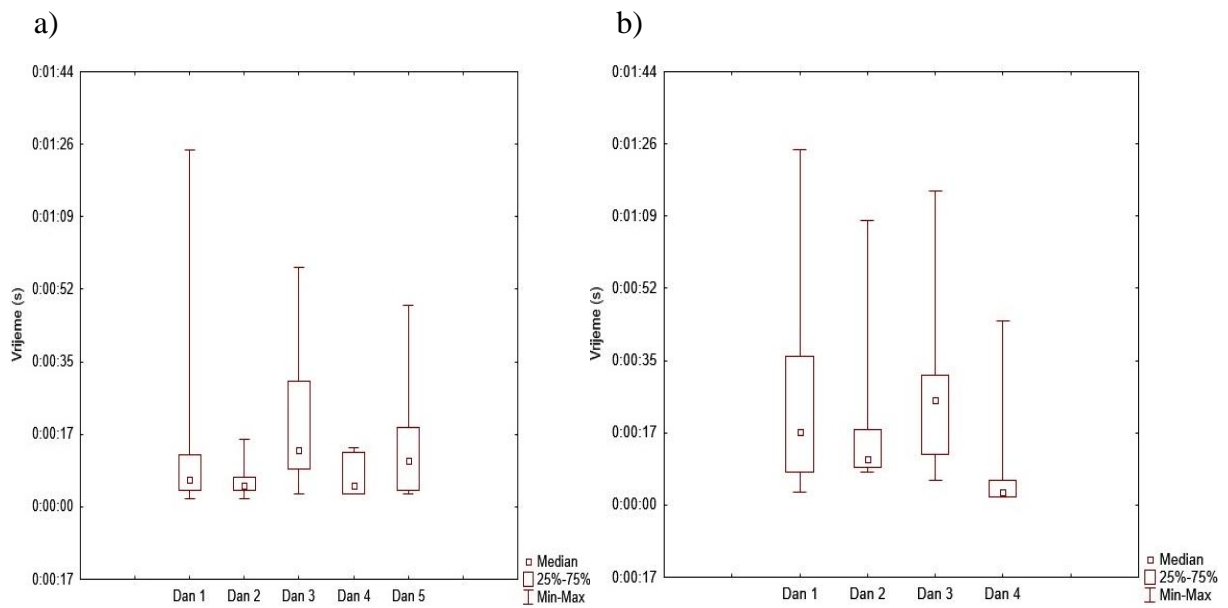 a)
0:01:44
0:01:26
0:01:09
0:00:52
0:00:35
0:00:17
0:00:00
0:00:17
Vrijeme (s)
Dan 1 Dan 2 Dan 3 Dan 4 Dan 5
Median
25%-75%
Min-Max
b)
0:01:44
0:01:26
0:01:09
0:00:52
0:00:35
0:00:17
0:00:00
0:00:17
Vrijeme (s)
Dan 1 Dan 2 Dan 3 Dan 4
Median
25%-75%
Min-Max